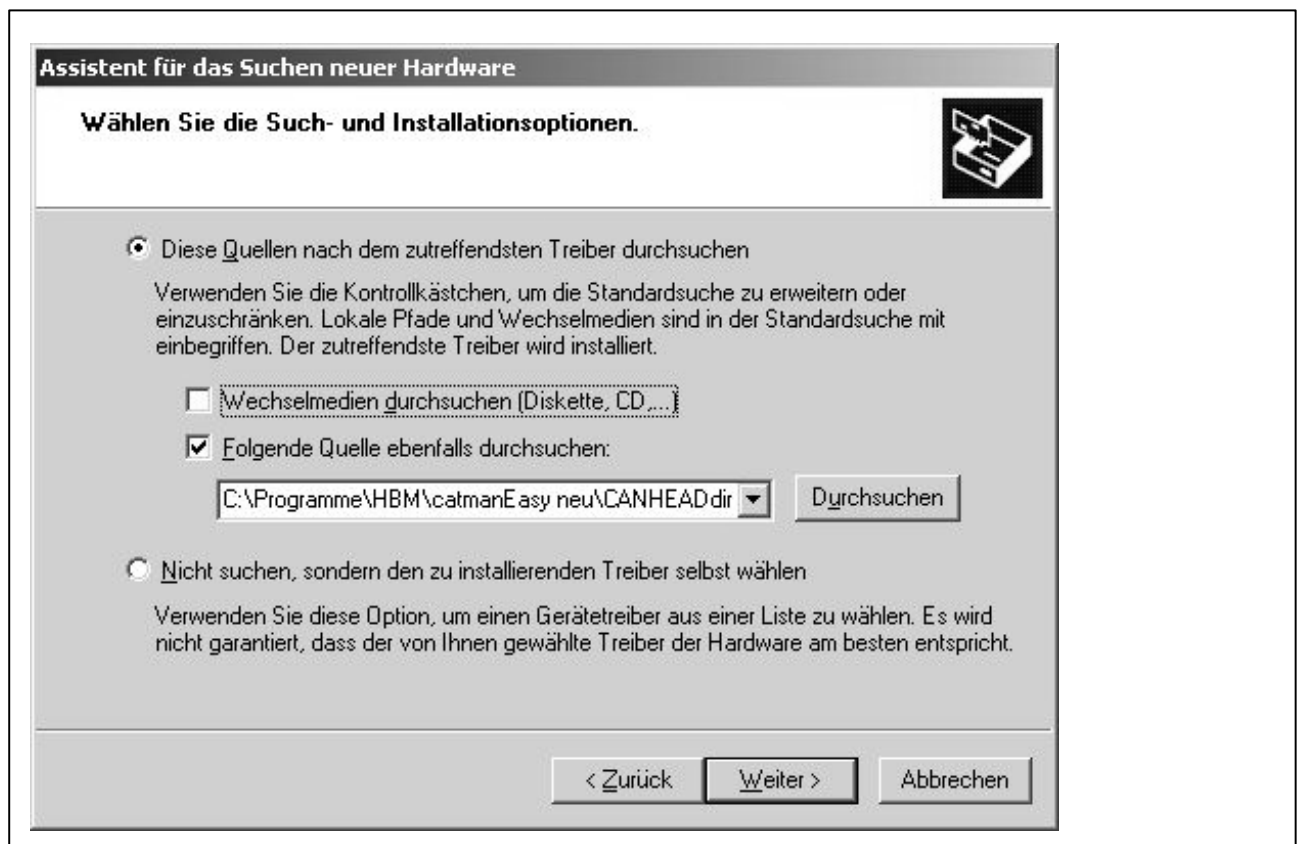 Assistent für das Suchen neuer Hardware
Wählen Sie die Such- und Installationsoptionen.
Diese Quellen nach dem zutreffendsten Treiber durchsuchen
Verwenden Sie die Kontrollkästchen, um die Standardsuche zu erweitern oder
einzuschränken. Lokale Pfade und Wechselmedien sind in der Standardsuche mit
einbegriffen. Der zutreffendste Treiber wird installiert.
Wechselmedien durchsuchen (Diskette, CD,...)
Folgende Quelle ebenfalls durchsuchen:
C:\Programme\HBM\catmanEasy neu\CANHEADdir
Durchsuchen
Nicht suchen, sondern den zu installierenden Treiber selbst wählen
Verwenden Sie diese Option, um einen Gerätetreiber aus einer Liste zu wählen. Es wird
nicht garantiert, dass der von Ihnen gewählte Treiber der Hardware am besten entspricht.
< Zurück
Weiter >
Abbrechen